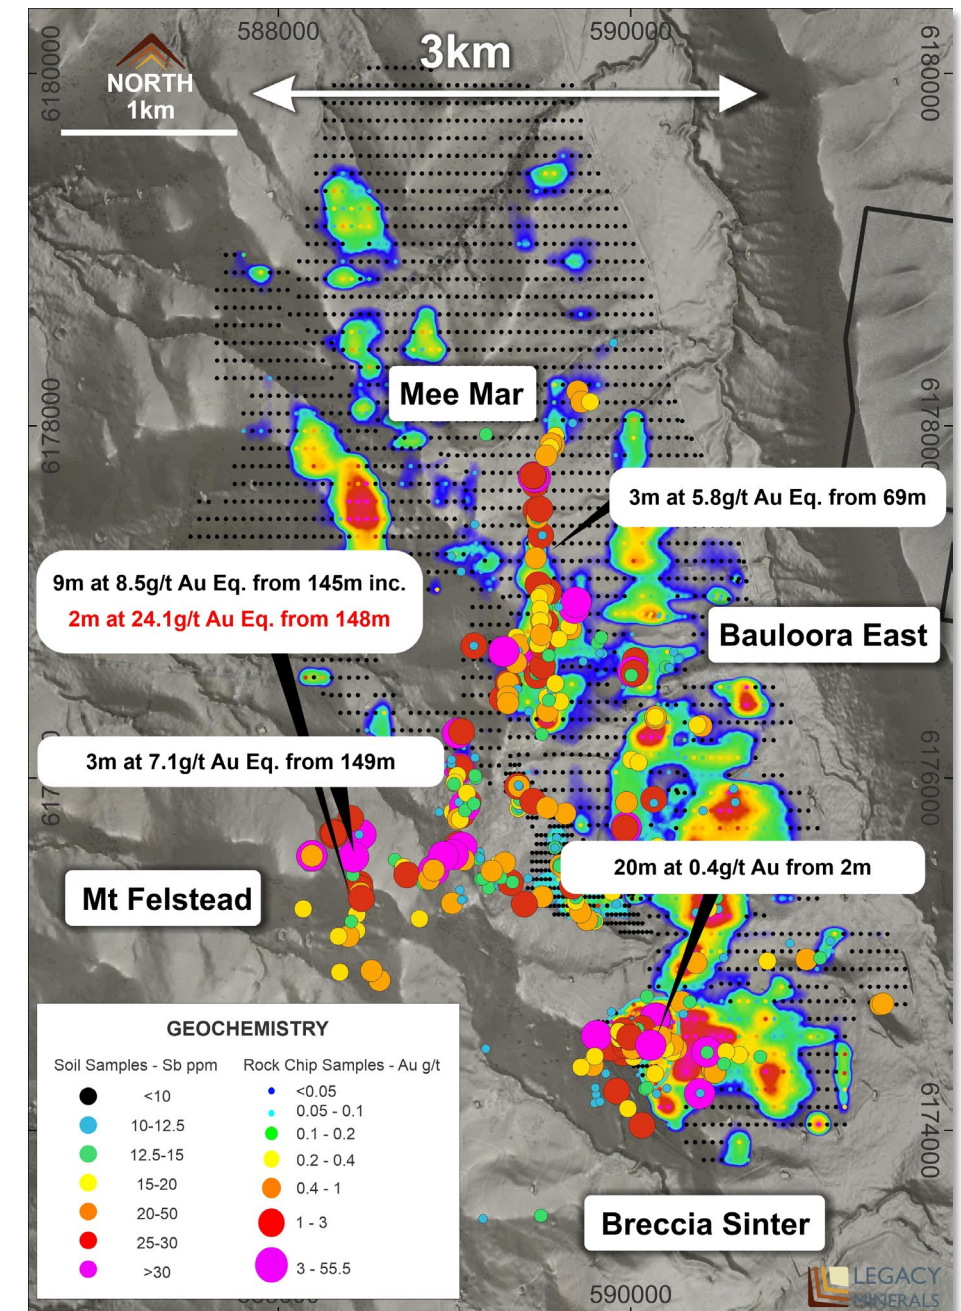 588000
590000
6180000
6180000
3km
NORTH
1km
Mee Mar
6178000
6178000
3m at 5.8g/t Au Eq. from 69m
9m at 8.5g/t Au Eq. from 145m inc.
2m at 24.1g/t Au Eq. from 148m
Bauloora East
3m at 7.1g/t Au Eq. from 149m
6176000
20m at 0.4g/t Au from 2m
Mt Felstead
GEOCHEMISTRY
Soil Samples - Sb ppm
<10
10-12.5
12.5-15
15-20
20-50
25-30
>30
Rock Chip Samples - Au g/t
<0.05
0.05 - 0.1
0.1 - 0.2
0.2 - 0.4
0.4 - 1
1 - 3
3 - 55.5
6174000
Breccia Sinter
LEGACY
MINERALS
590000